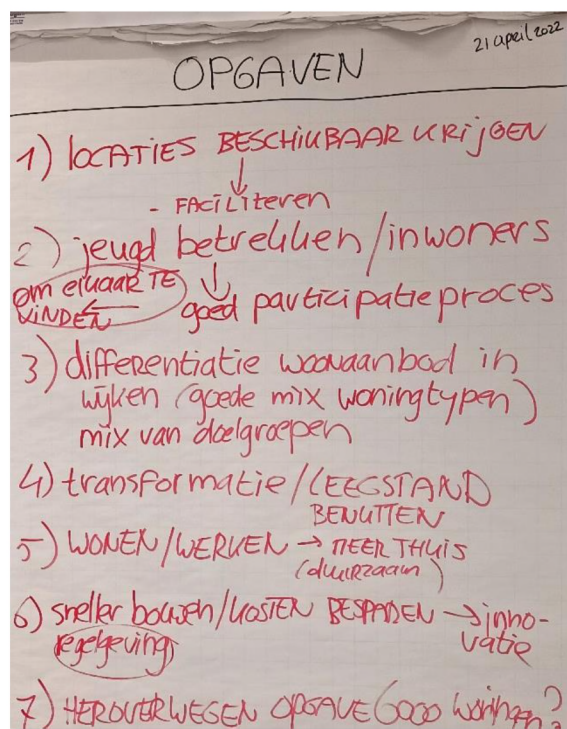 21 april 2022
OPGAVEN
1) LOCATIES BESCHIKBAAR KRIJGEN
↓
- FACILiteren
2) jeugd betrekken/inwoners
om elkaar TE VINDEN ← ↓ goed participatieproces
3) differentiatie woonaanbod in
wijken (goede mix woningtypen)
mix van doelgroepen
4) transformatie/LEEGSTAND
BENUTTEN
5) WONEN/WERKEN → MEER THUIS
(duurzaam)
6) sneller bouwen/KOSTEN BESPAREN → inno-
regelgeving vatie
7) HEROVERWEGEN OPGAVE 6000 woningen?